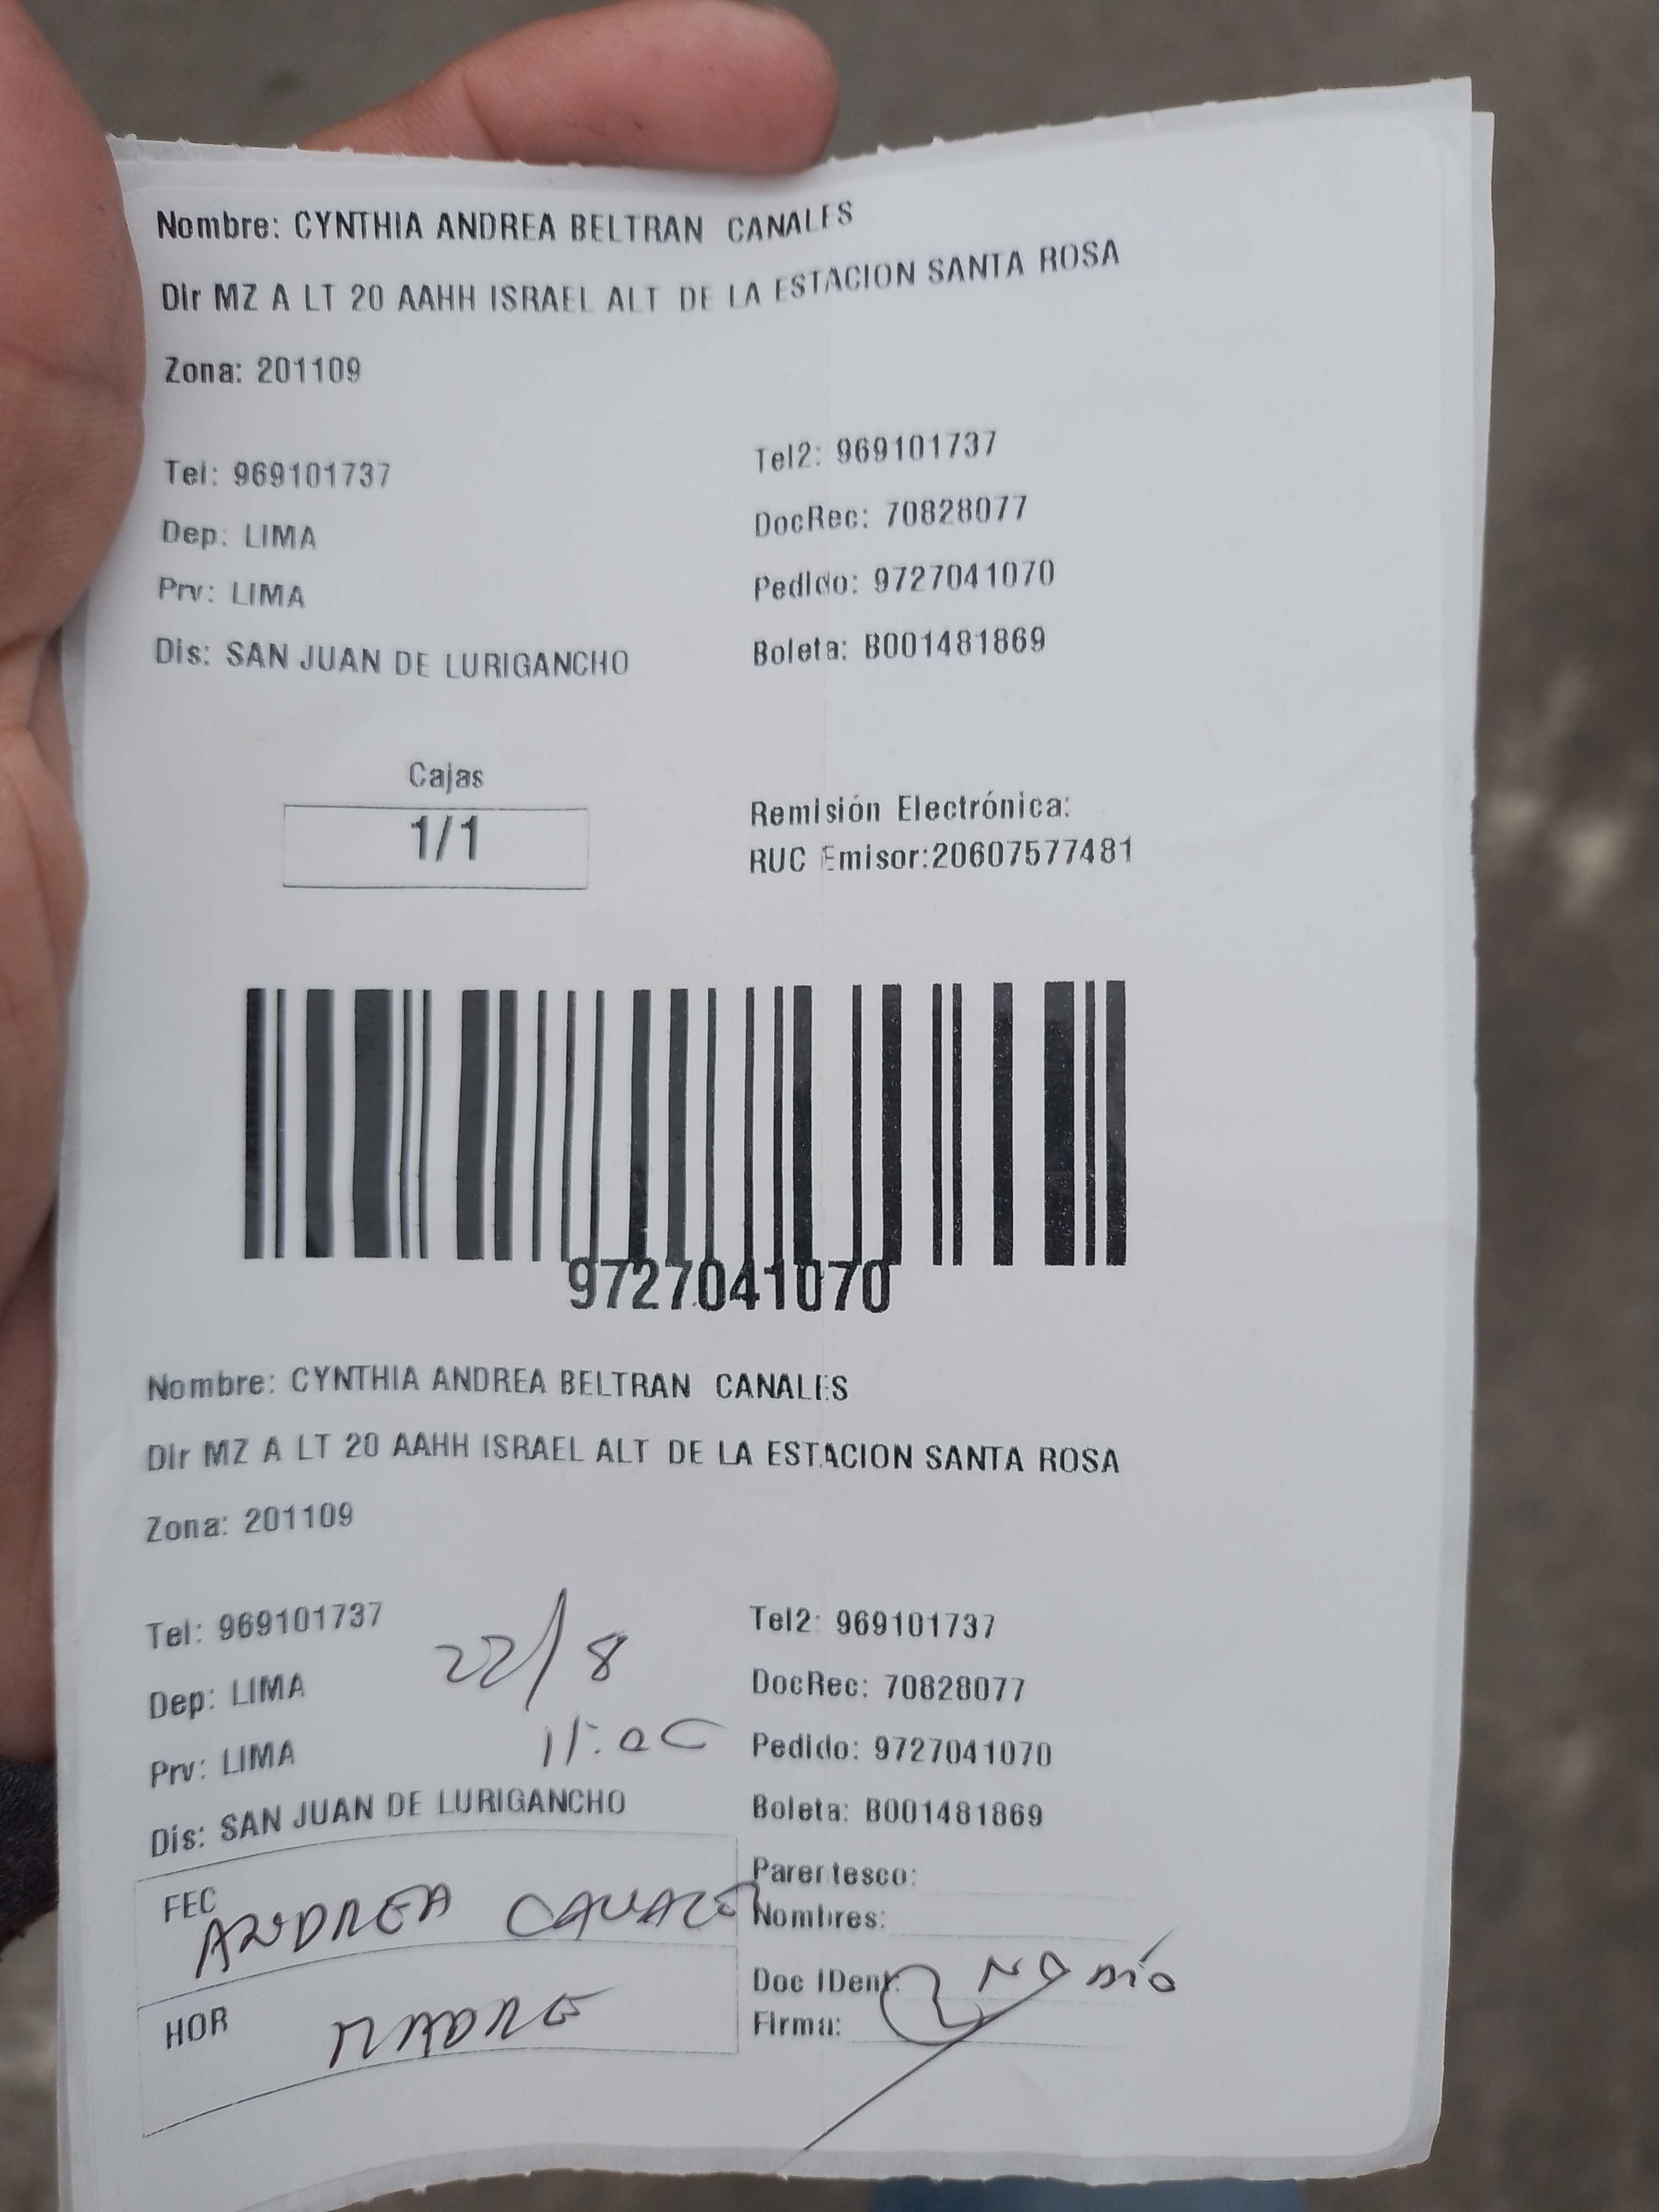 Nombre: CYNTHIA ANDREA BELTRAN CANALES
Dir MZ A LT 20 AAHH ISRAEL ALT DE LA ESTACION SANTA ROSA
Zona: 201109
Tel: 969101737
Tel2: 969101737
Dep: LIMA
DocRec: 70828077
Prv: LIMA
Pedido: 9727041070
Dis: SAN JUAN DE LURIGANCHO
Boleta: B001481869
Cajas
1/1
Remisión Electrónica:
RUC Emisor:20607577481
9727041070
Nombre: CYNTHIA ANDREA BELTRAN CANALES
Dir MZ A LT 20 AAHH ISRAEL ALT DE LA ESTACION SANTA ROSA
Zona: 201109
Tel: 969101737
22/8
Tel2: 969101737
Dep: LIMA
DocRec: 70828077
Prv: LIMA
11:
Pedido: 9727041070
Dis: SAN JUAN DE LURIGANCHO
Boleta: B001481869
FEC
ANDREA
Parentesco:
Nombres:
HOR
MADRE
Doc IDent:
Firma: